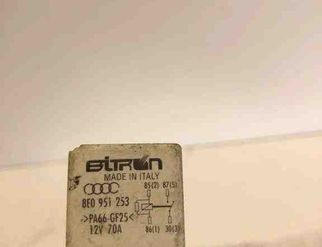 BITRON
MADE IN ITALY
85(2) 87(5)
8E0 951 253
>PA66-GF25<
12V 70A
86(1) 30(3)